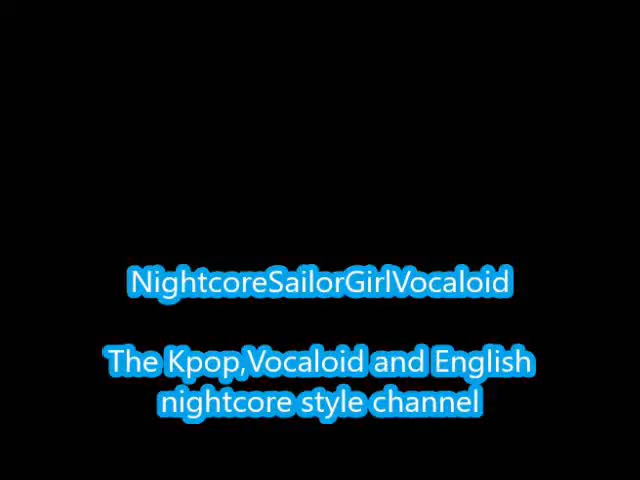 NightcoreSailorGirlVocaloid
The Kpop,Vocaloid and English
nightcore style channel